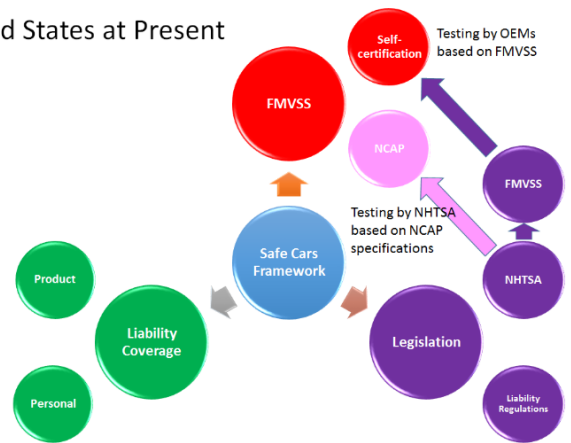 d States at Present
Self-
certification
Testing by OEMs
based on FMVSS
FMVSS
NCAP
FMVSS
Testing by NHTSA
based on NCAP
specifications
Safe Cars
Framework
NHTSA
Product
Liability
Coverage
Legislation
Personal
Liability
Regulations